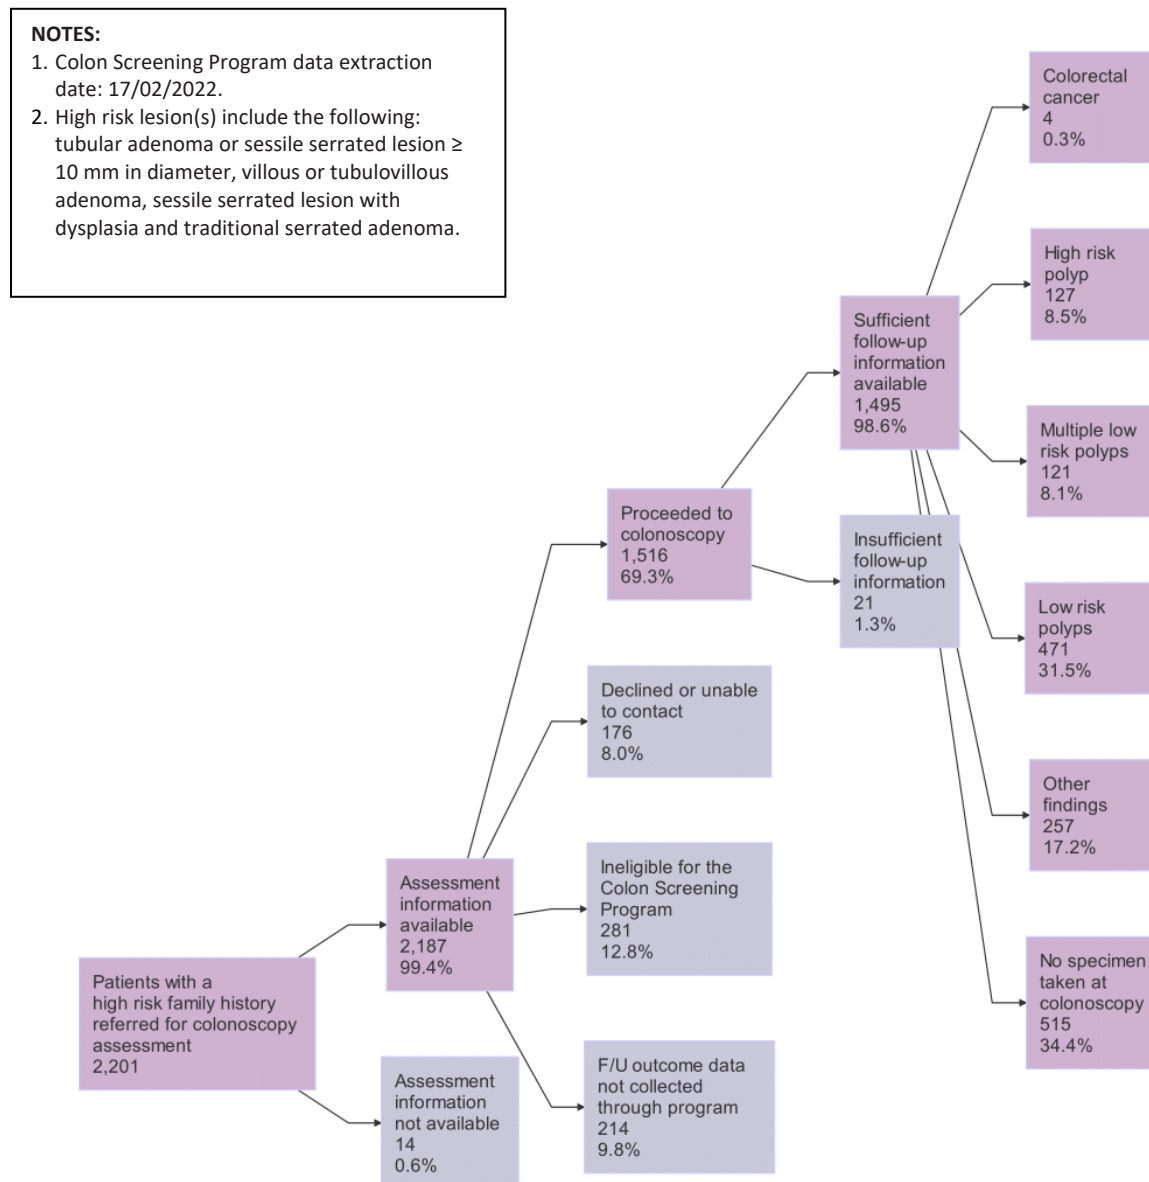 NOTES:
1. Colon Screening Program data extraction
date: 17/02/2022.
2. High risk lesion(s) include the following:
tubular adenoma or sessile serrated lesion ≥
10 mm in diameter, villous or tubulovillous
adenoma, sessile serrated lesion with
dysplasia and traditional serrated adenoma.
Patients with a
high risk family history
referred for colonoscopy
assessment
2,201
Assessment
information
available
2,187
99.4%
Assessment
information
not available
14
0.6%
Proceeded to
colonoscopy
1,516
69.3%
Declined or unable
to contact
176
8.0%
Ineligible for the
Colon Screening
Program
281
12.8%
F/U outcome data
not collected
through program
214
9.8%
Sufficient
follow-up
information
available
1,495
98.6%
Insufficient
follow-up
information
21
1.3%
Colorectal
cancer
4
0.3%
High risk
polyp
127
8.5%
Multiple low
risk polyps
121
8.1%
Low risk
polyps
471
31.5%
Other
findings
257
17.2%
No specimen
taken at
colonoscopy
515
34.4%